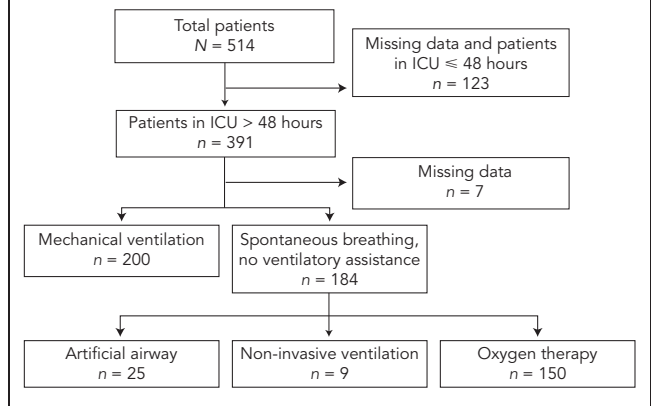 Total patients
N = 514
Missing data and patients
in ICU ⩽ 48 hours
n = 123
Patients in ICU > 48 hours
n = 391
Missing data
n = 7
Mechanical ventilation
n = 200
Spontaneous breathing,
no ventilatory assistance
n = 184
Artificial airway
n = 25
Non-invasive ventilation
n = 9
Oxygen therapy
n = 150